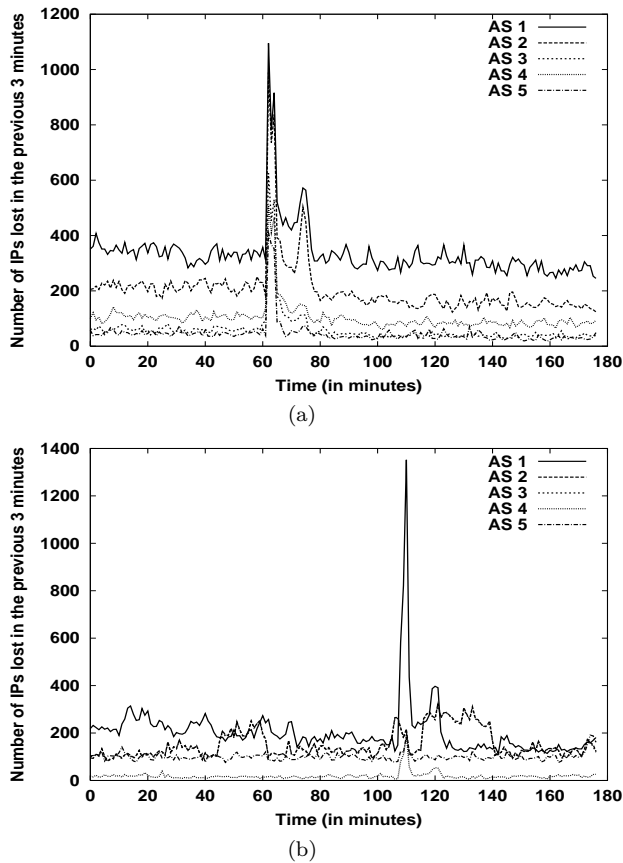 1200
1000
800
600
400
200
0
Number of IPs lost in the previous 3 minutes
AS 1
AS 2
AS 3
AS 4
AS 5
0 20 40 60 80 100 120 140 160 180
Time (in minutes)
(a)
1400
1200
1000
800
600
400
200
0
Number of IPs lost in the previous 3 minutes
AS 1
AS 2
AS 3
AS 4
AS 5
0 20 40 60 80 100 120 140 160 180
Time (in minutes)
(b)